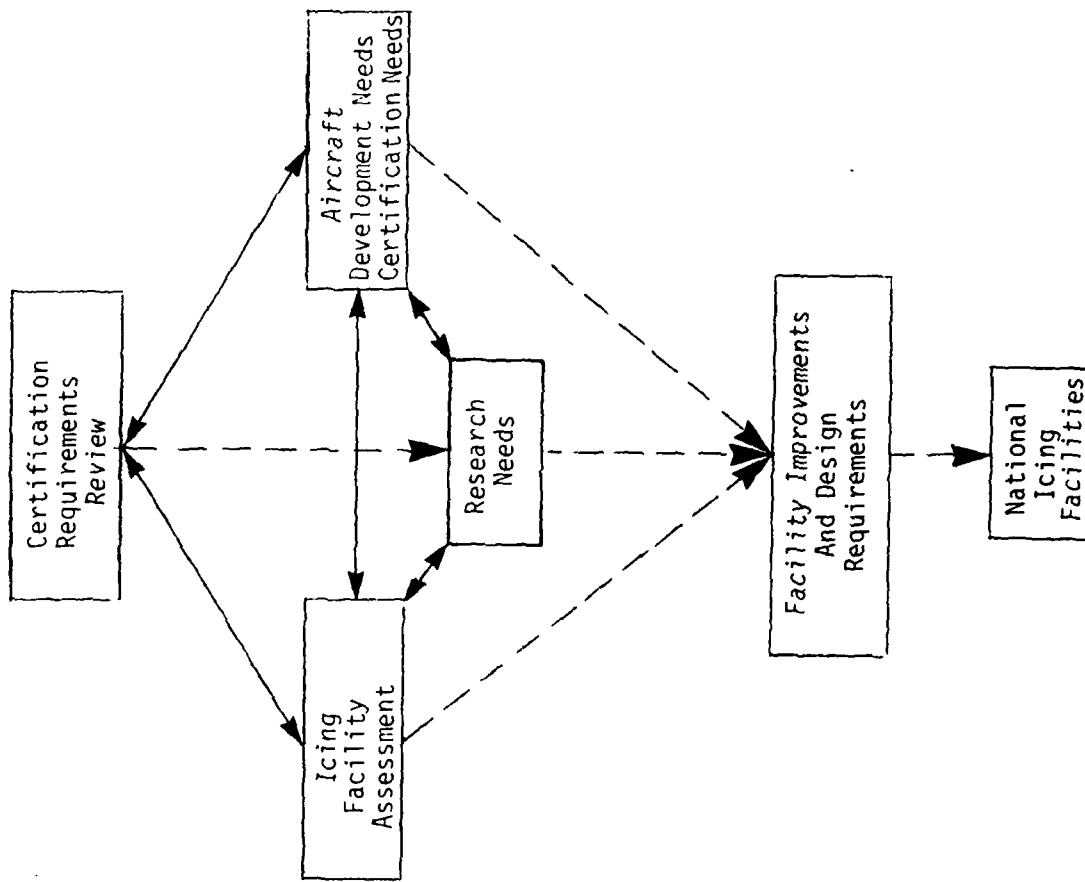 Certification
Requirements
Review
Icing
Facility
Assessment
Aircraft
Development Needs
Certification Needs
Research
Needs
Facility Improvements
And Design
Requirements
National
Icing
Facilities